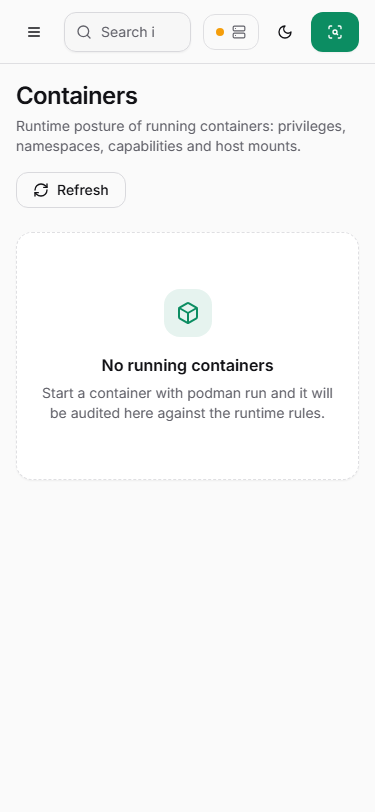 Search i
Containers
Runtime posture of running containers: privileges,
namespaces, capabilities and host mounts.
Refresh
No running containers
Start a container with podman run and it will
be audited here against the runtime rules.